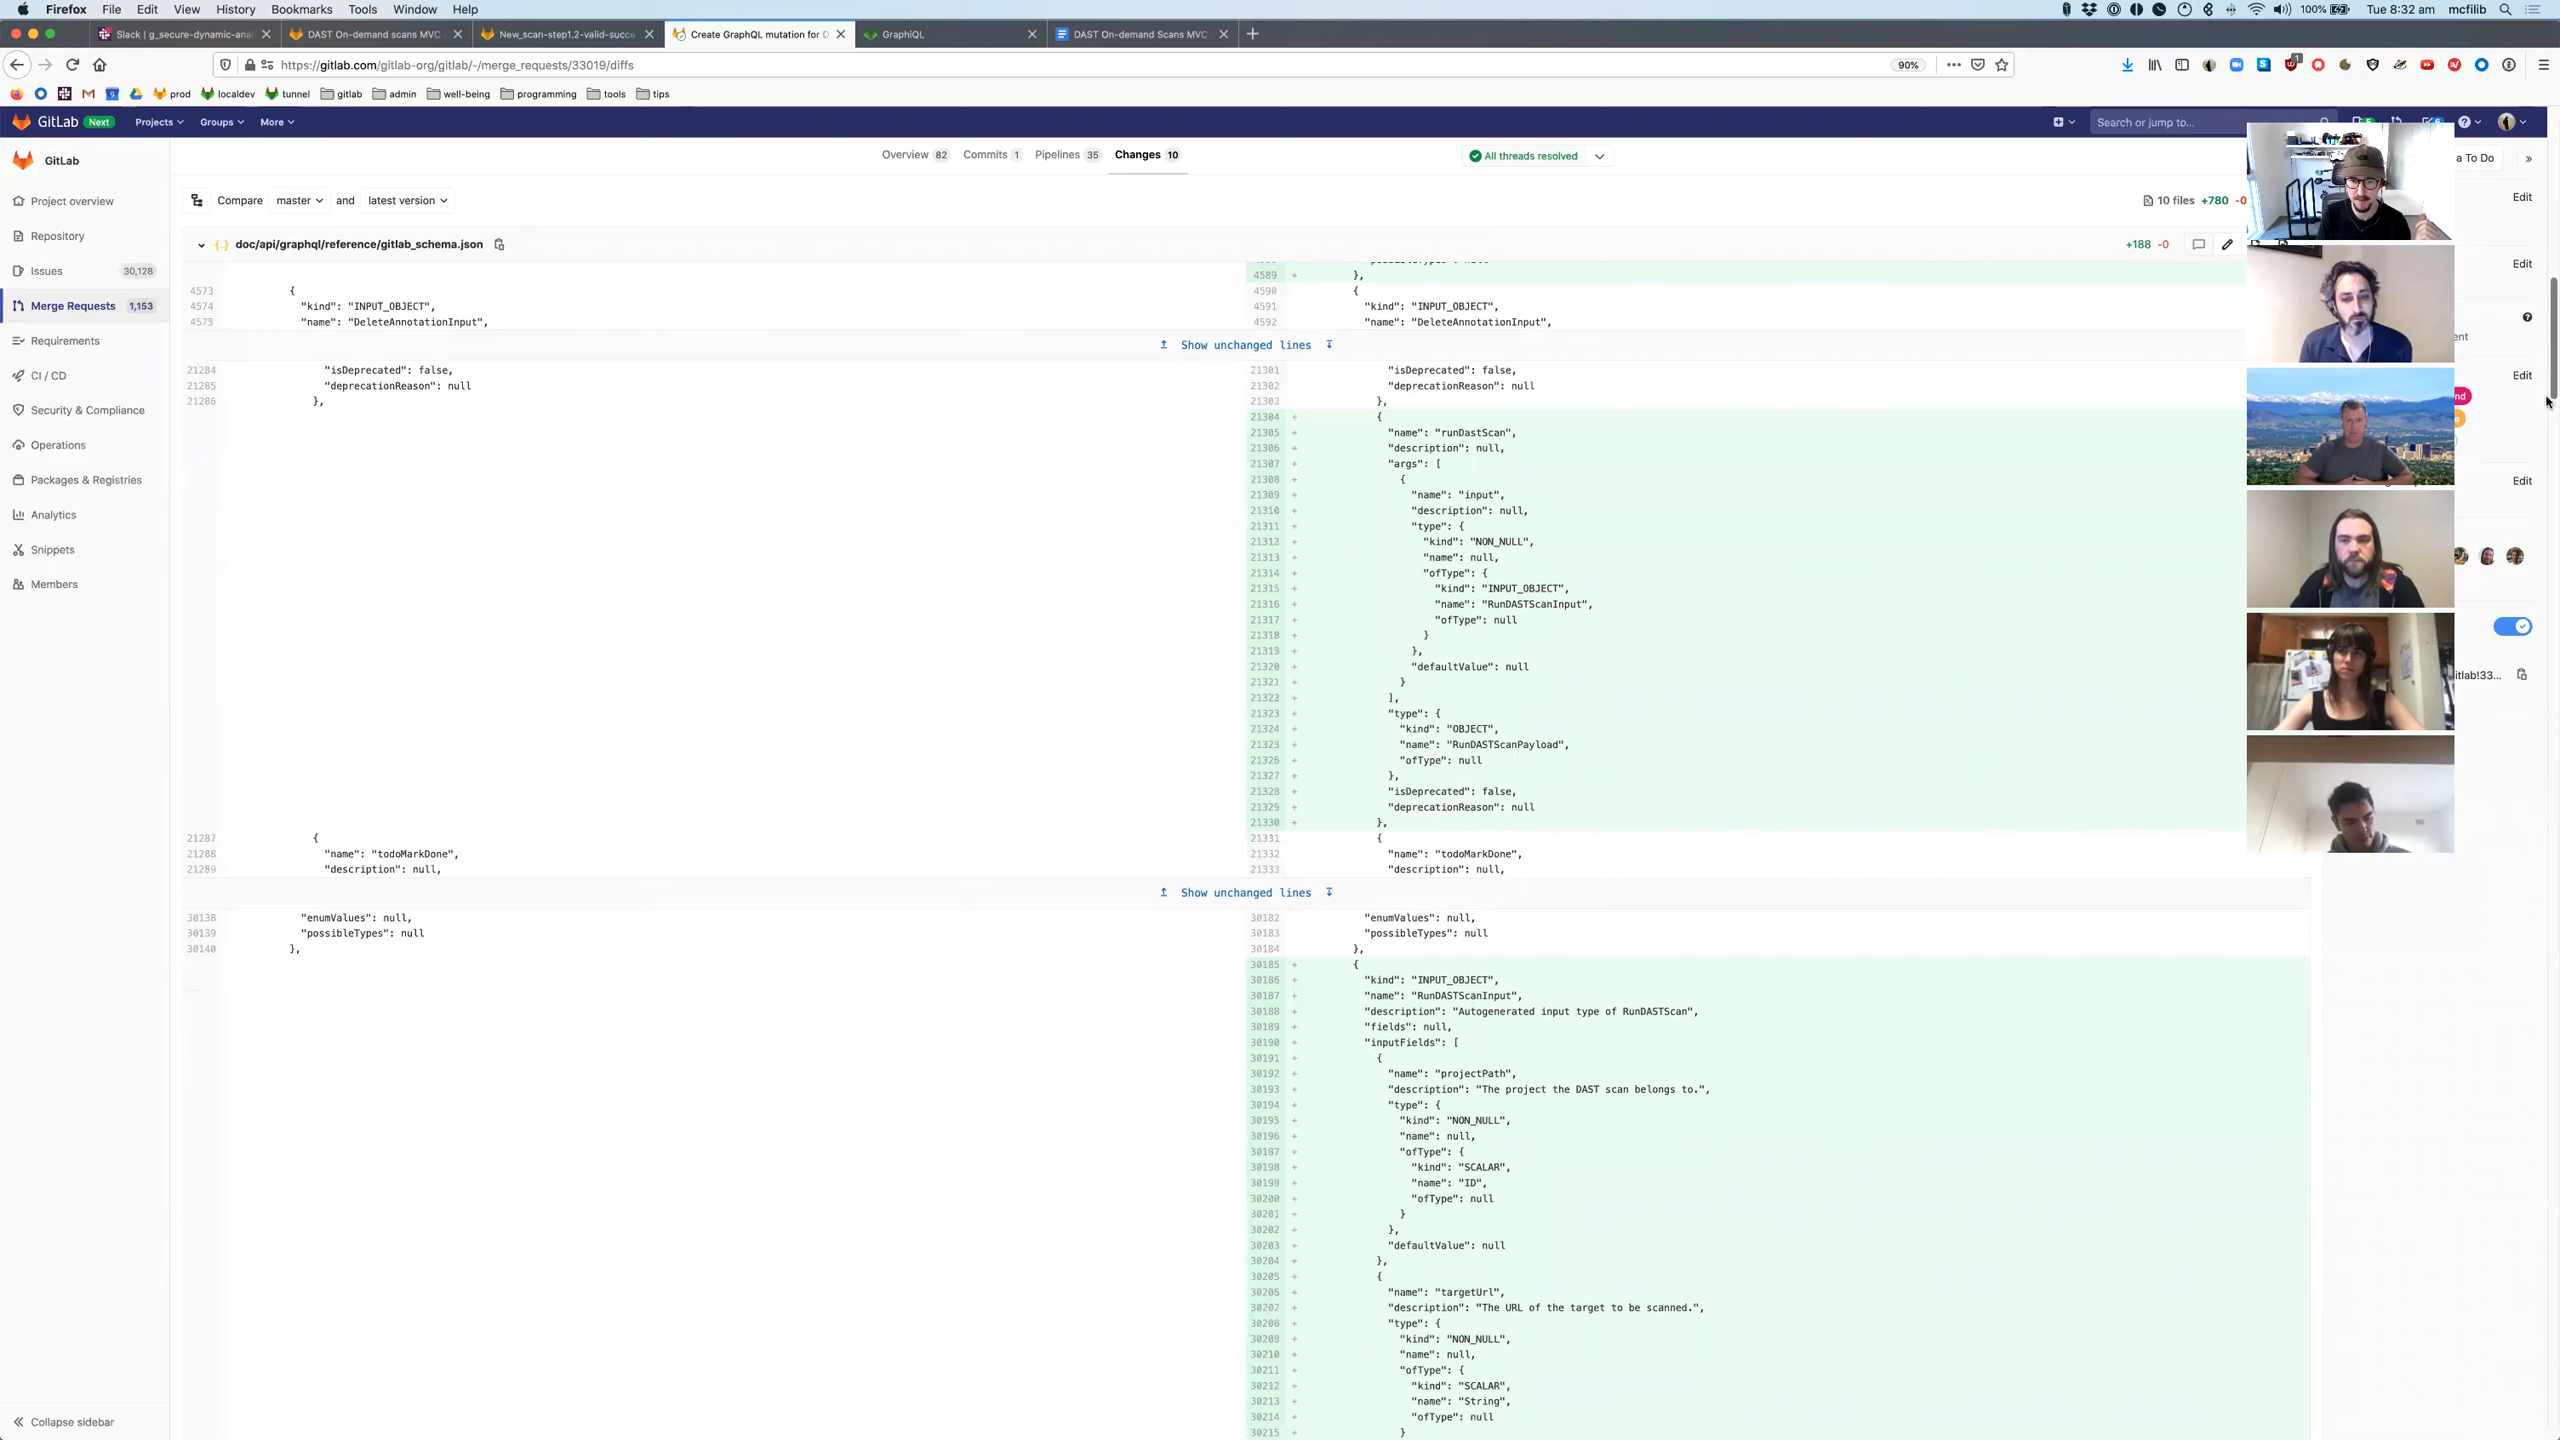 Firefox File Edit View History Bookmarks Tools Window Help 100% Tue 8:32 am mcfilib
Slack | g_secure-dynamic-anal DAST On-demand scans MVC New_scan-step1.2-valid-succe Create GraphQL mutation for D GraphiQL DAST On-demand Scans MVC
https://gitlab.com/gitlab-org/gitlab/-/merge_requests/33019/diffs 90%
prod localdev tunnel gitlab admin well-being programming tools tips
GitLab Next Projects Groups More Search or jump to...
GitLab Overview 82 Commits 1 Pipelines 35 Changes 10 All threads resolved a To Do
Project overview Compare master and latest version 10 files +780 -0 Edit
Repository
doc/api/graphql/reference/gitlab_schema.json +188 -0
Issues 30,128 Edit
Merge Requests 1,153
Requirements
CI / CD Edit
Security & Compliance
Operations
Packages & Registries Edit
Analytics
Snippets
Members
Collapse sidebar
4589 + },
4573 { 4590 {
4574 "kind": "INPUT_OBJECT", 4591 "kind": "INPUT_OBJECT",
4573 "name": "DeleteAnnotationInput", 4592 "name": "DeleteAnnotationInput",
Show unchanged lines
21284 "isDeprecated": false, 21301 "isDeprecated": false,
21285 "deprecationReason": null 21302 "deprecationReason": null
21286 }, 21303 },
21304 + {
21305 + "name": "runDastScan",
21306 + "description": null,
21307 + "args": [
21308 + {
21309 + "name": "input",
21310 + "description": null,
21311 + "type": {
21312 + "kind": "NON_NULL",
21313 + "name": null,
21314 + "ofType": {
21315 + "kind": "INPUT_OBJECT",
21316 + "name": "RunDASTScanInput",
21317 + "ofType": null
21318 + }
21319 + },
21320 + "defaultValue": null
21321 + }
21322 + ],
21323 + "type": {
21324 + "kind": "OBJECT",
21325 + "name": "RunDASTScanPayload",
21326 + "ofType": null
21327 + },
21328 + "isDeprecated": false,
21329 + "deprecationReason": null
21330 + },
21287 { 21331 {
21288 "name": "todoMarkDone", 21332 "name": "todoMarkDone",
21289 "description": null, 21333 "description": null,
Show unchanged lines
30138 "enumValues": null, 30182 "enumValues": null,
30139 "possibleTypes": null 30183 "possibleTypes": null
30140 }, 30184 },
30185 + {
30186 + "kind": "INPUT_OBJECT",
30187 + "name": "RunDASTScanInput",
30188 + "description": "Autogenerated input type of RunDASTScan",
30189 + "fields": null,
30190 + "inputFields": [
30191 + {
30192 + "name": "projectPath",
30193 + "description": "The project the DAST scan belongs to.",
30194 + "type": {
30195 + "kind": "NON_NULL",
30196 + "name": null,
30197 + "ofType": {
30198 + "kind": "SCALAR",
30199 + "name": "ID",
30200 + "ofType": null
30201 + }
30202 + },
30203 + "defaultValue": null
30204 + },
30205 + {
30206 + "name": "targetUrl",
30207 + "description": "The URL of the target to be scanned.",
30208 + "type": {
30209 + "kind": "NON_NULL",
30210 + "name": null,
30211 + "ofType": {
30212 + "kind": "SCALAR",
30213 + "name": "String",
30214 + "ofType": null
30215 + }
itlab!33...